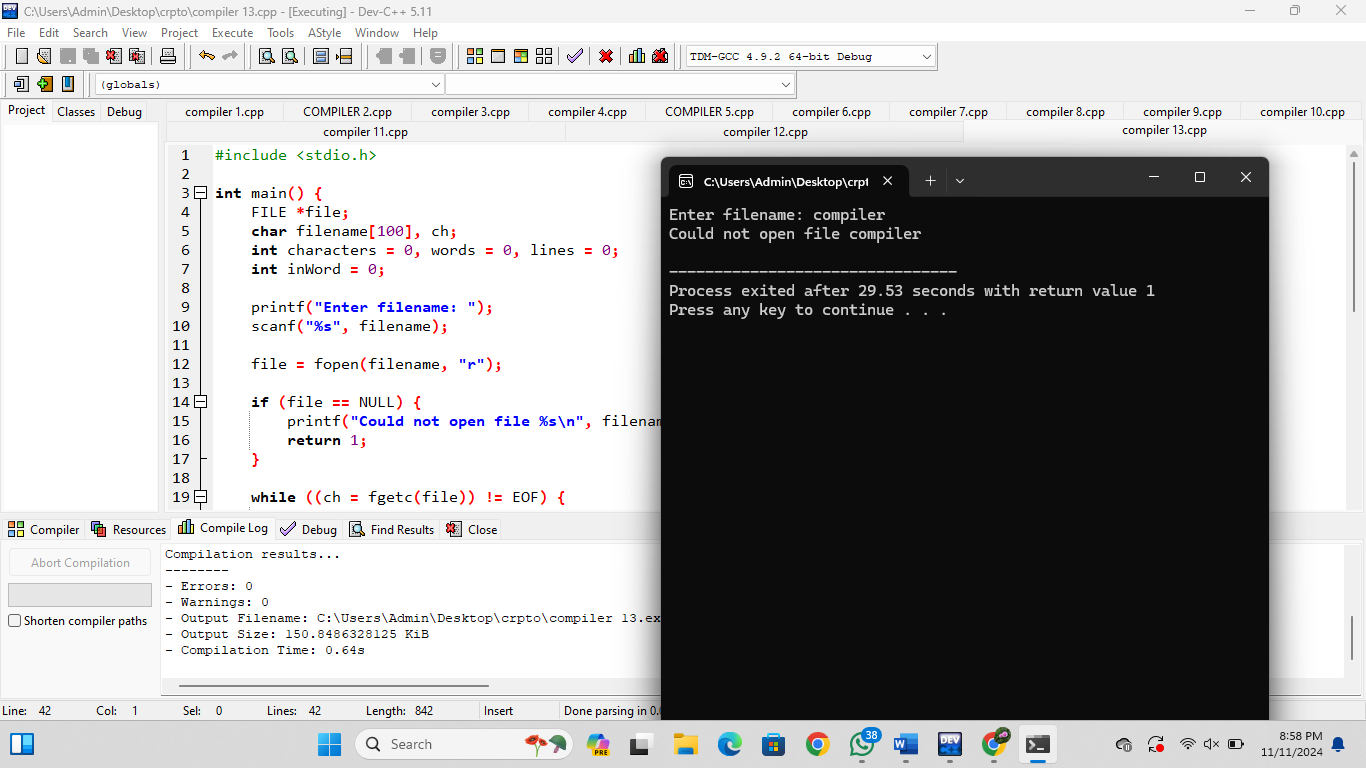 C:\Users\Admin\Desktop\crpto\compiler 13.cpp - [Executing] - Dev-C++ 5.11
File Edit Search View Project Execute Tools AStyle Window Help
TDM-GCC 4.9.2 64-bit Debug
(globals)
Project Classes Debug
compiler 1.cpp COMPILER 2.cpp compiler 3.cpp compiler 4.cpp COMPILER 5.cpp compiler 6.cpp compiler 7.cpp compiler 8.cpp compiler 9.cpp compiler 10.cpp
compiler 11.cpp compiler 12.cpp compiler 13.cpp
1 #include <stdio.h>
2
3 int main() {
4 FILE *file;
5 char filename[100], ch;
6 int characters = 0, words = 0, lines = 0;
7 int inWord = 0;
8
9 printf("Enter filename: ");
10 scanf("%s", filename);
11
12 file = fopen(filename, "r");
13
14 if (file == NULL) {
15 printf("Could not open file %s\n", filenam
16 return 1;
17 }
18
19 while ((ch = fgetc(file)) != EOF) {
C:\Users\Admin\Desktop\crpt
Enter filename: compiler
Could not open file compiler
--------------------------------
Process exited after 29.53 seconds with return value 1
Press any key to continue . . .
Compiler Resources Compile Log Debug Find Results Close
Abort Compilation
Shorten compiler paths
Compilation results...
--------
- Errors: 0
- Warnings: 0
- Output Filename: C:\Users\Admin\Desktop\crpto\compiler 13.ex
- Output Size: 150.8486328125 KiB
- Compilation Time: 0.64s
Line: 42 Col: 1 Sel: 0 Lines: 42 Length: 842 Insert Done parsing in 0.0
Search
PRE
38
DEV
8:58 PM
11/11/2024